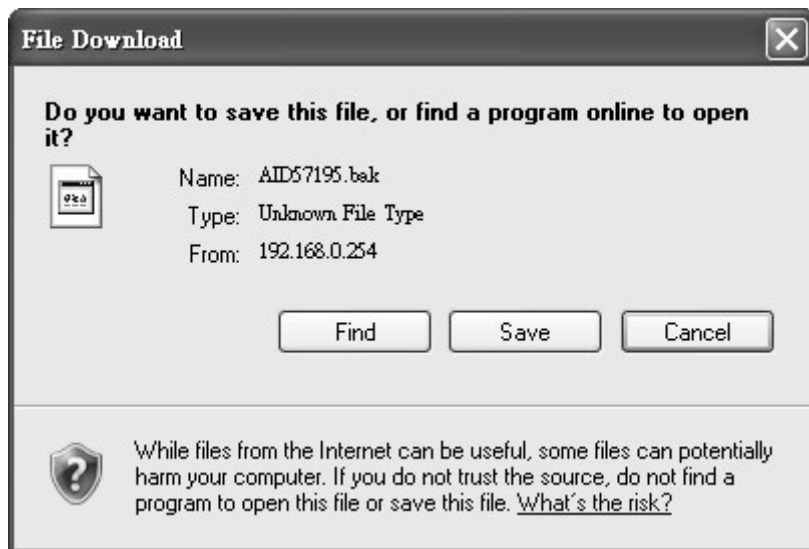 File Download
Do you want to save this file, or find a program online to open
it?
Name: AID57195.bak
Type: Unknown File Type
From: 192.168.0.254
Find Save Cancel
While files from the Internet can be useful, some files can potentially
harm your computer. If you do not trust the source, do not find a
program to open this file or save this file. What's the risk?